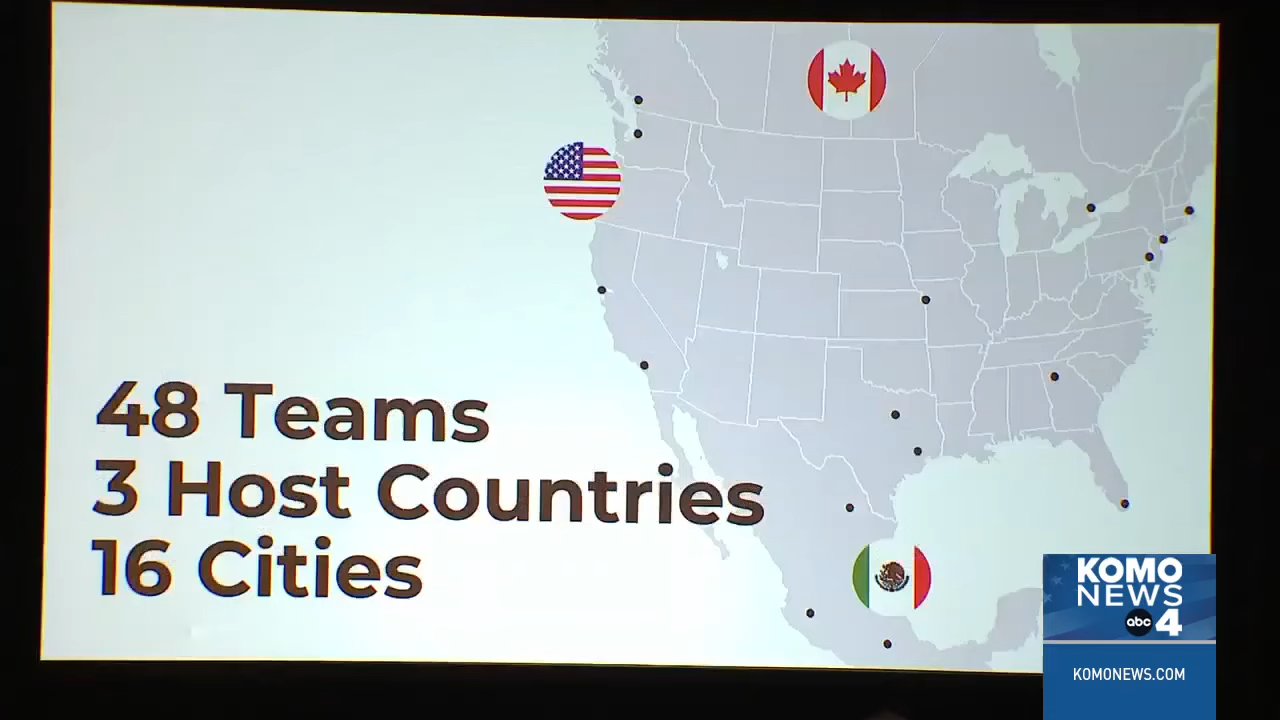 48 Teams
3 Host Countries
16 Cities
KOMO
NEWS
abc 4
KOMONEWS.COM